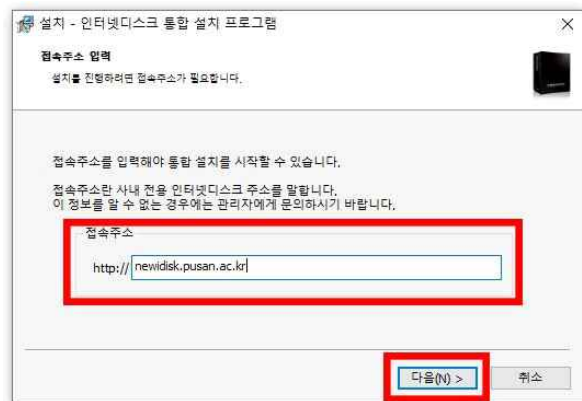 설치 - 인터넷디스크 통합 설치 프로그램
접속주소 입력
설치를 진행하려면 접속주소가 필요합니다.
접속주소를 입력해야 통합 설치를 시작할 수 있습니다.
접속주소란 사내 전용 인터넷디스크 주소를 말합니다.
이 정보를 알 수 없는 경우에는 관리자에게 문의하시기 바랍니다.
접속주소
http:// newidisk.pusan.ac.kr
다음(N) > 취소